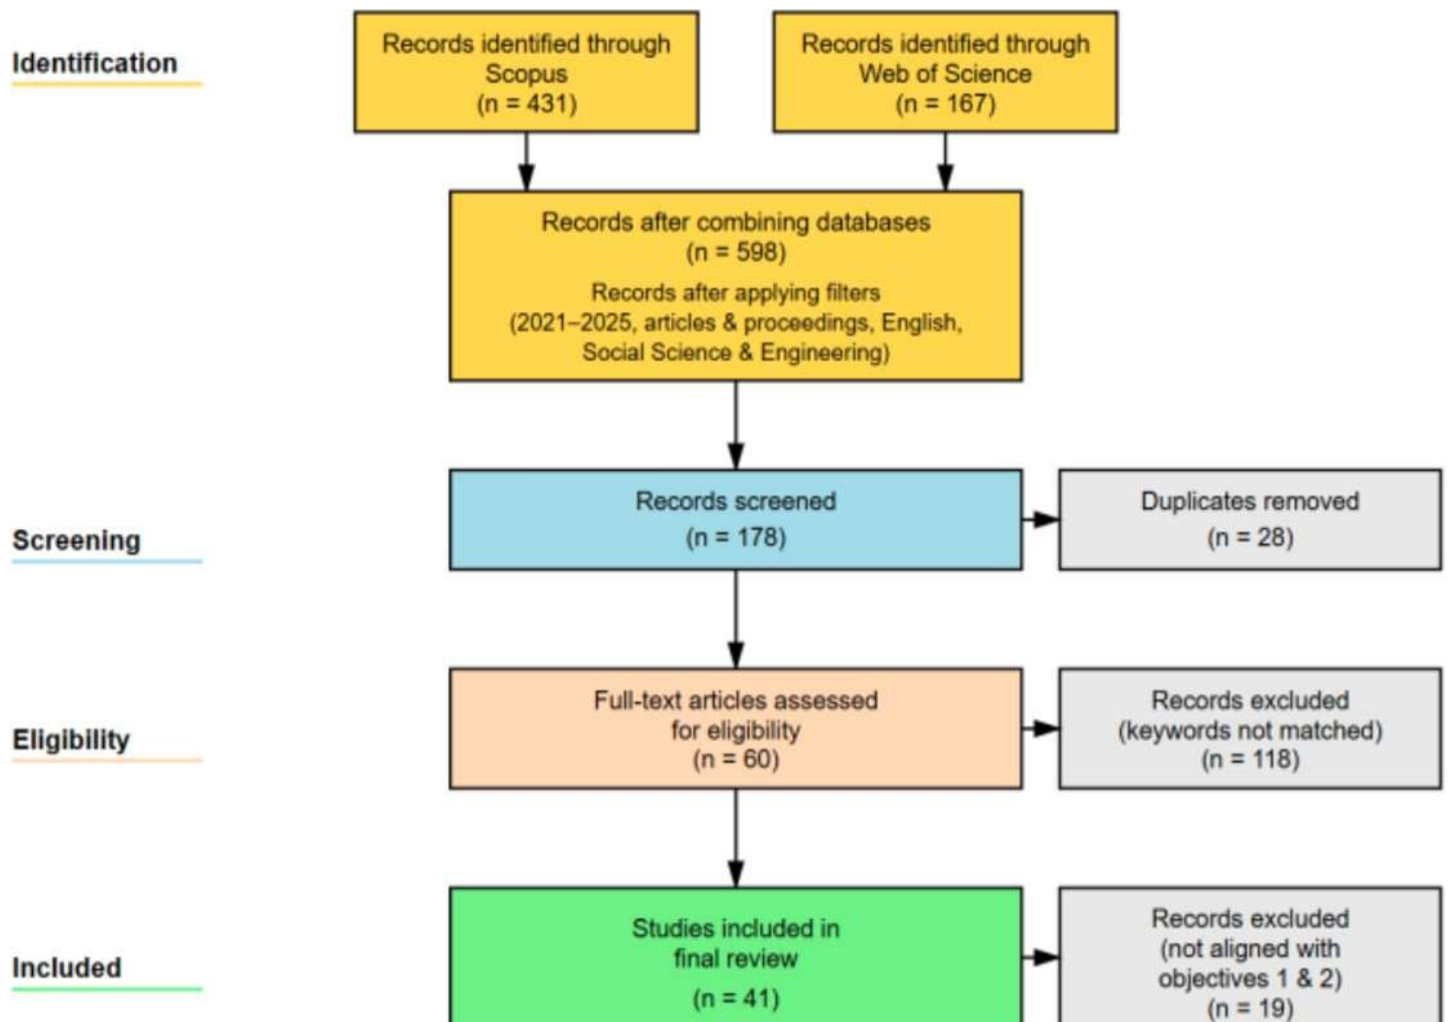 Identification
Records identified through
Scopus
(n = 431)
Records identified through
Web of Science
(n = 167)
Records after combining databases
(n = 598)
Records after applying filters
(2021–2025, articles & proceedings, English,
Social Science & Engineering)
Screening
Records screened
(n = 178)
Duplicates removed
(n = 28)
Eligibility
Full-text articles assessed
for eligibility
(n = 60)
Records excluded
(keywords not matched)
(n = 118)
Included
Studies included in
final review
(n = 41)
Records excluded
(not aligned with
objectives 1 & 2)
(n = 19)